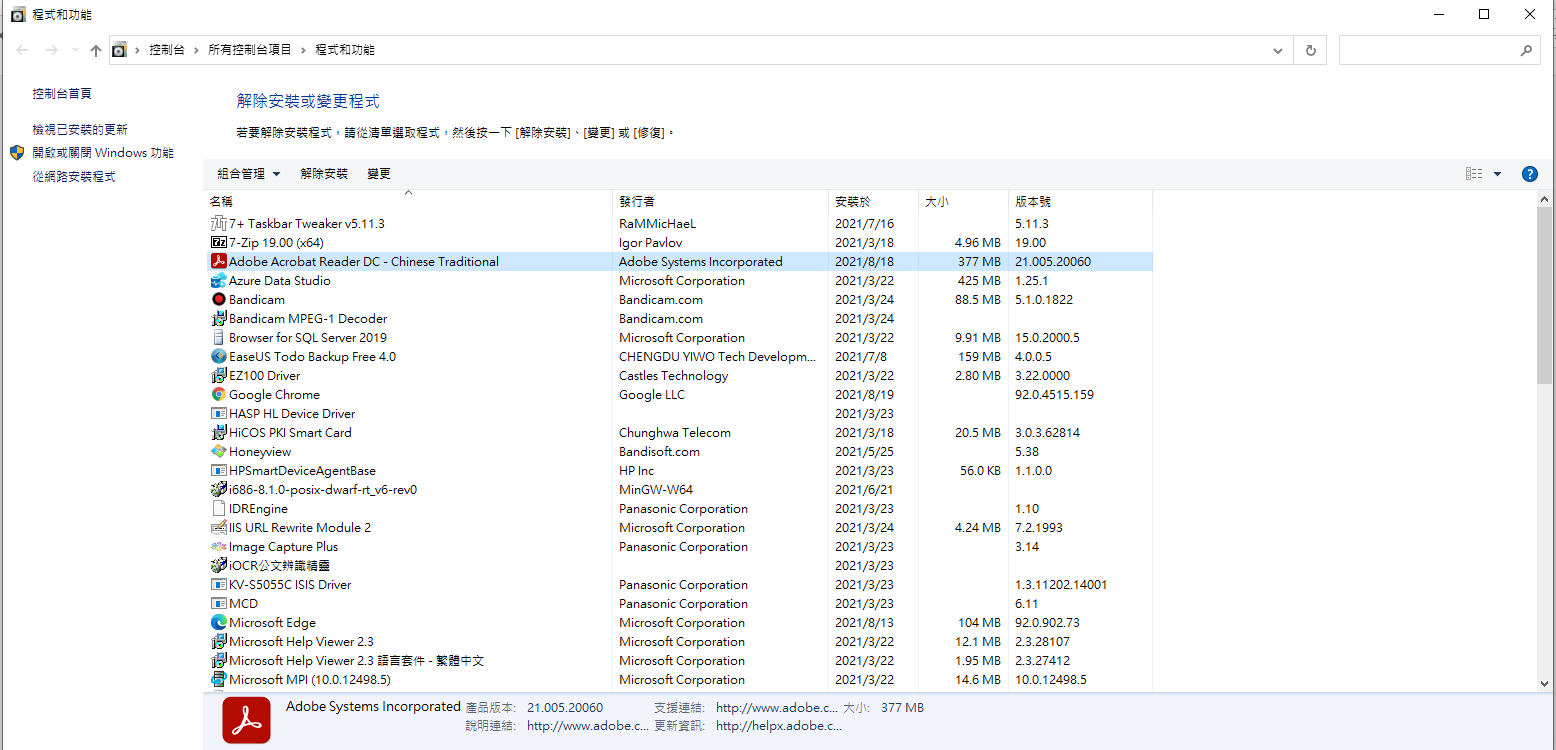 程式和功能
控制台 › 所有控制台項目 › 程式和功能
控制台首頁
檢視已安裝的更新
開啟或關閉 Windows 功能
從網路安裝程式
解除安裝或變更程式
若要解除安裝程式，請從清單選取程式，然後按一下 [解除安裝]、[變更] 或 [修復]。
組合管理 解除安裝 變更
名稱 發行者 安裝於 大小 版本號
7+ Taskbar Tweaker v5.11.3 RaMMicHaeL 2021/7/16 5.11.3
7-Zip 19.00 (x64) Igor Pavlov 2021/3/18 4.96 MB 19.00
Adobe Acrobat Reader DC - Chinese Traditional Adobe Systems Incorporated 2021/8/18 377 MB 21.005.20060
Azure Data Studio Microsoft Corporation 2021/3/22 425 MB 1.25.1
Bandicam Bandicam.com 2021/3/24 88.5 MB 5.1.0.1822
Bandicam MPEG-1 Decoder Bandicam.com 2021/3/24
Browser for SQL Server 2019 Microsoft Corporation 2021/3/22 9.91 MB 15.0.2000.5
EaseUS Todo Backup Free 4.0 CHENGDU YIWO Tech Developm... 2021/7/8 159 MB 4.0.0.5
EZ100 Driver Castles Technology 2021/3/22 2.80 MB 3.22.0000
Google Chrome Google LLC 2021/8/19 92.0.4515.159
HASP HL Device Driver 2021/3/23
HiCOS PKI Smart Card Chunghwa Telecom 2021/3/18 20.5 MB 3.0.3.62814
Honeyview Bandisoft.com 2021/5/25 5.38
HPSmartDeviceAgentBase HP Inc 2021/3/23 56.0 KB 1.1.0.0
i686-8.1.0-posix-dwarf-rt_v6-rev0 MinGW-W64 2021/6/21
IDREngine Panasonic Corporation 2021/3/23 1.10
IIS URL Rewrite Module 2 Microsoft Corporation 2021/3/24 4.24 MB 7.2.1993
Image Capture Plus Panasonic Corporation 2021/3/23 3.14
iOCR公文辨識精靈 2021/3/23
KV-S5055C ISIS Driver Panasonic Corporation 2021/3/23 1.3.11202.14001
MCD Panasonic Corporation 2021/3/23 6.11
Microsoft Edge Microsoft Corporation 2021/8/13 104 MB 92.0.902.73
Microsoft Help Viewer 2.3 Microsoft Corporation 2021/3/22 12.1 MB 2.3.28107
Microsoft Help Viewer 2.3 語言套件 - 繁體中文 Microsoft Corporation 2021/3/22 1.95 MB 2.3.27412
Microsoft MPI (10.0.12498.5) Microsoft Corporation 2021/3/22 14.6 MB 10.0.12498.5
Adobe Systems Incorporated 產品版本: 21.005.20060 支援連結: http://www.adobe.c... 大小: 377 MB
說明連結: http://www.adobe.c... 更新資訊: http://helpx.adobe.c...